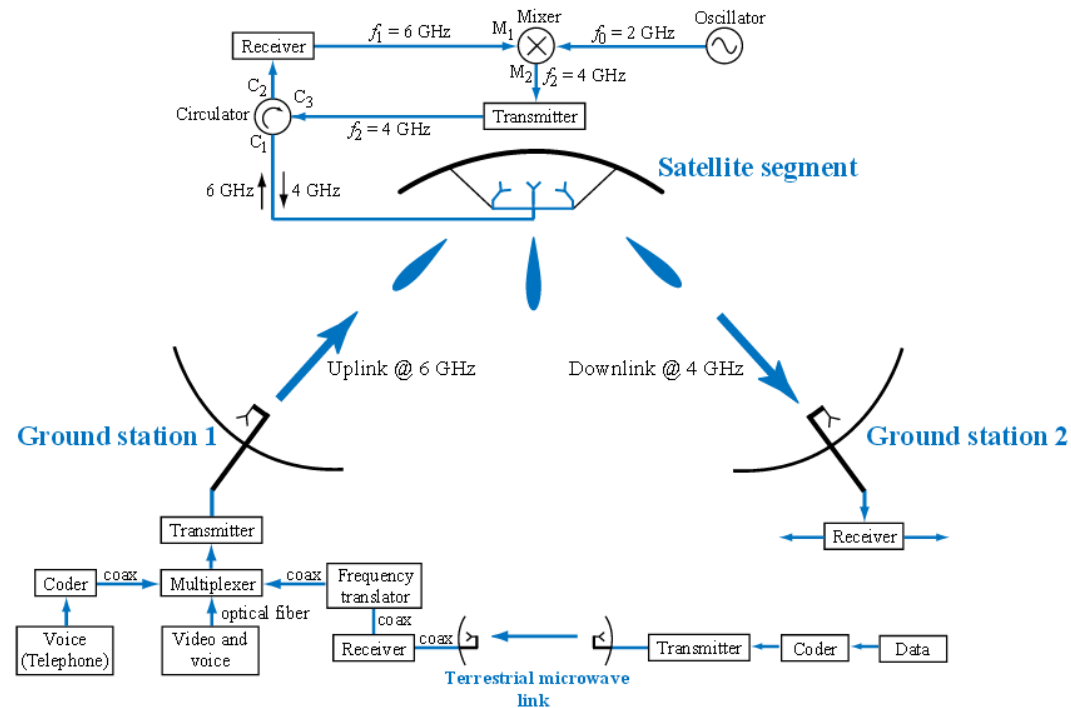 Mixer
Oscillator
M₁
f₁ = 6 GHz
f₀ = 2 GHz
Receiver
M₂
f₂ = 4 GHz
C₂
C₃
Circulator
Transmitter
f₂ = 4 GHz
C₁
Satellite segment
6 GHz
4 GHz
Uplink @ 6 GHz
Downlink @ 4 GHz
Ground station 1
Ground station 2
Transmitter
Receiver
Coder
coax
Multiplexer
coax
Frequency
translator
optical fiber
coax
Voice
(Telephone)
Video and
voice
Receiver
coax
Transmitter
Coder
Data
Terrestrial microwave
link